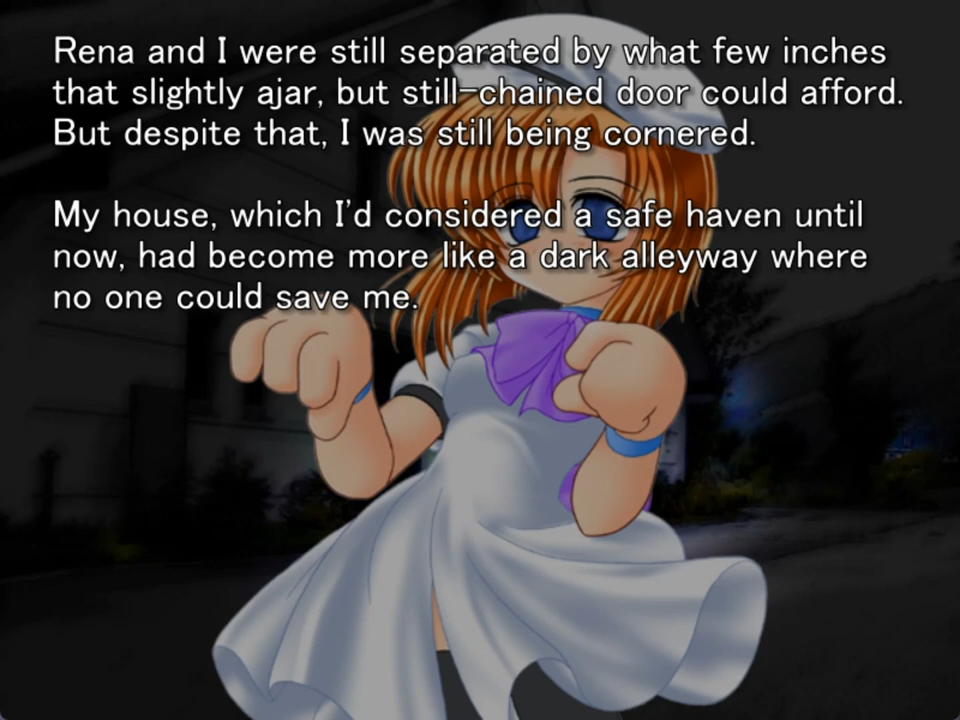 Rena and I were still separated by what few inches
that slightly ajar, but still-chained door could afford.
But despite that, I was still being cornered.
My house, which I'd considered a safe haven until
now, had become more like a dark alleyway where
no one could save me.